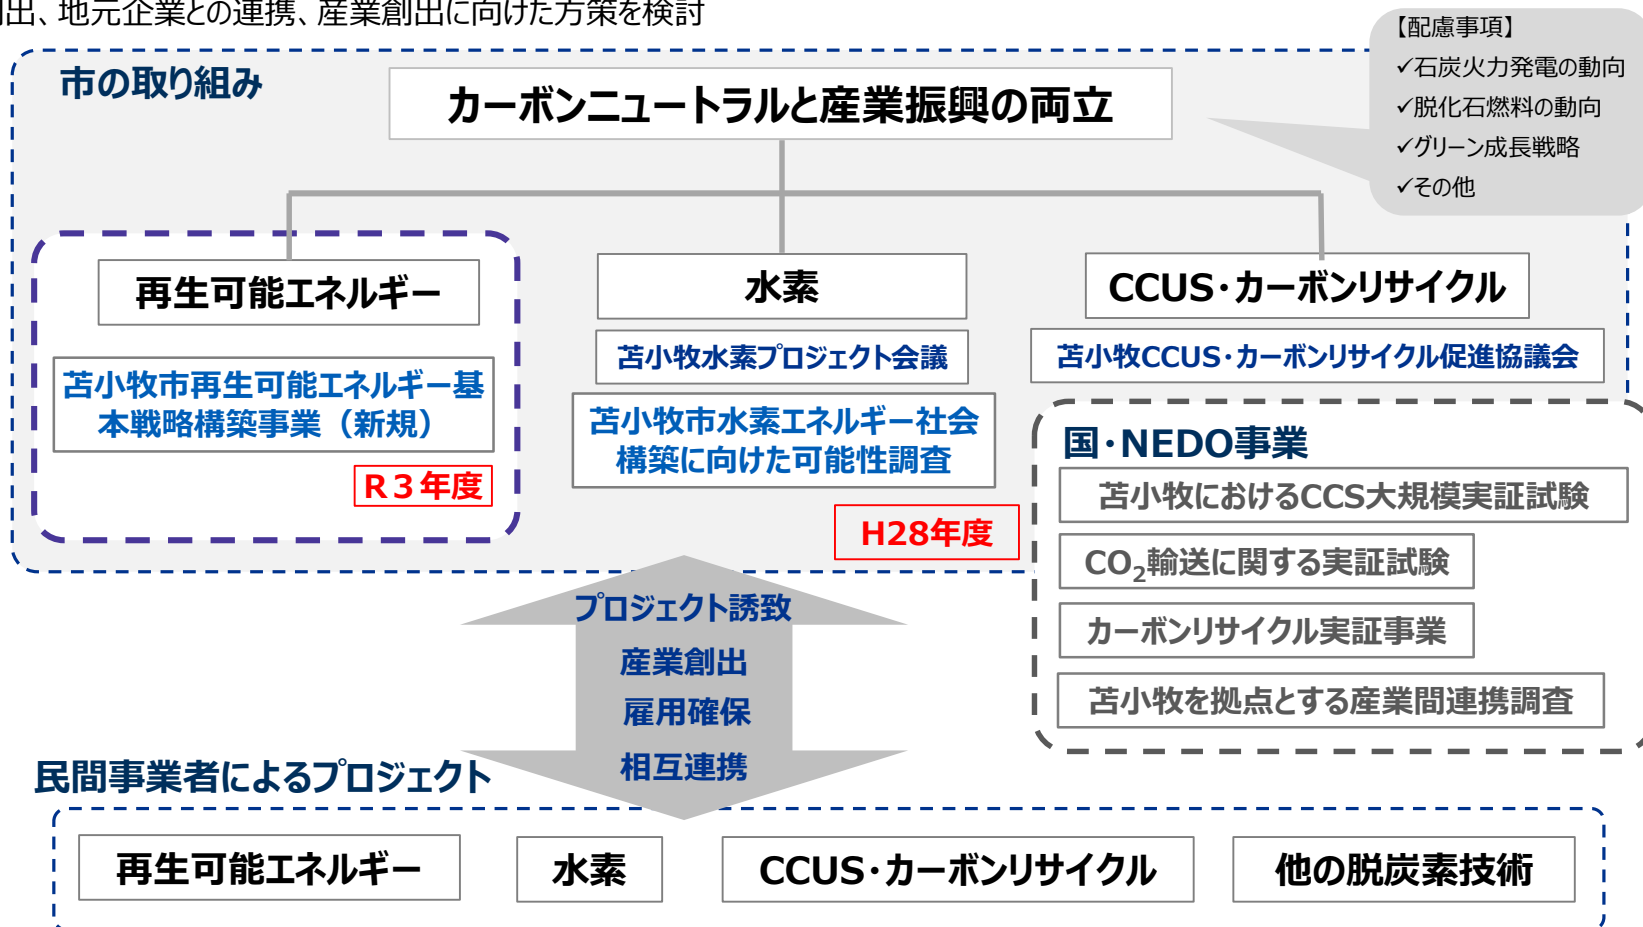 出、地元企業との連携、産業創出に向けた方策を検討
【配慮事項】
✓石炭火力発電の動向
✓脱化石燃料の動向
✓グリーン成長戦略
✓その他
市の取り組み
カーボンニュートラルと産業振興の両立
再生可能エネルギー
苫小牧市再生可能エネルギー基
本戦略構築事業（新規）
R３年度
水素
苫小牧水素プロジェクト会議
苫小牧市水素エネルギー社会
構築に向けた可能性調査
H28年度
CCUS・カーボンリサイクル
苫小牧CCUS・カーボンリサイクル促進協議会
国・NEDO事業
苫小牧におけるCCS大規模実証試験
CO₂輸送に関する実証試験
カーボンリサイクル実証事業
苫小牧を拠点とする産業間連携調査
プロジェクト誘致
産業創出
雇用確保
相互連携
民間事業者によるプロジェクト
再生可能エネルギー
水素
CCUS・カーボンリサイクル
他の脱炭素技術